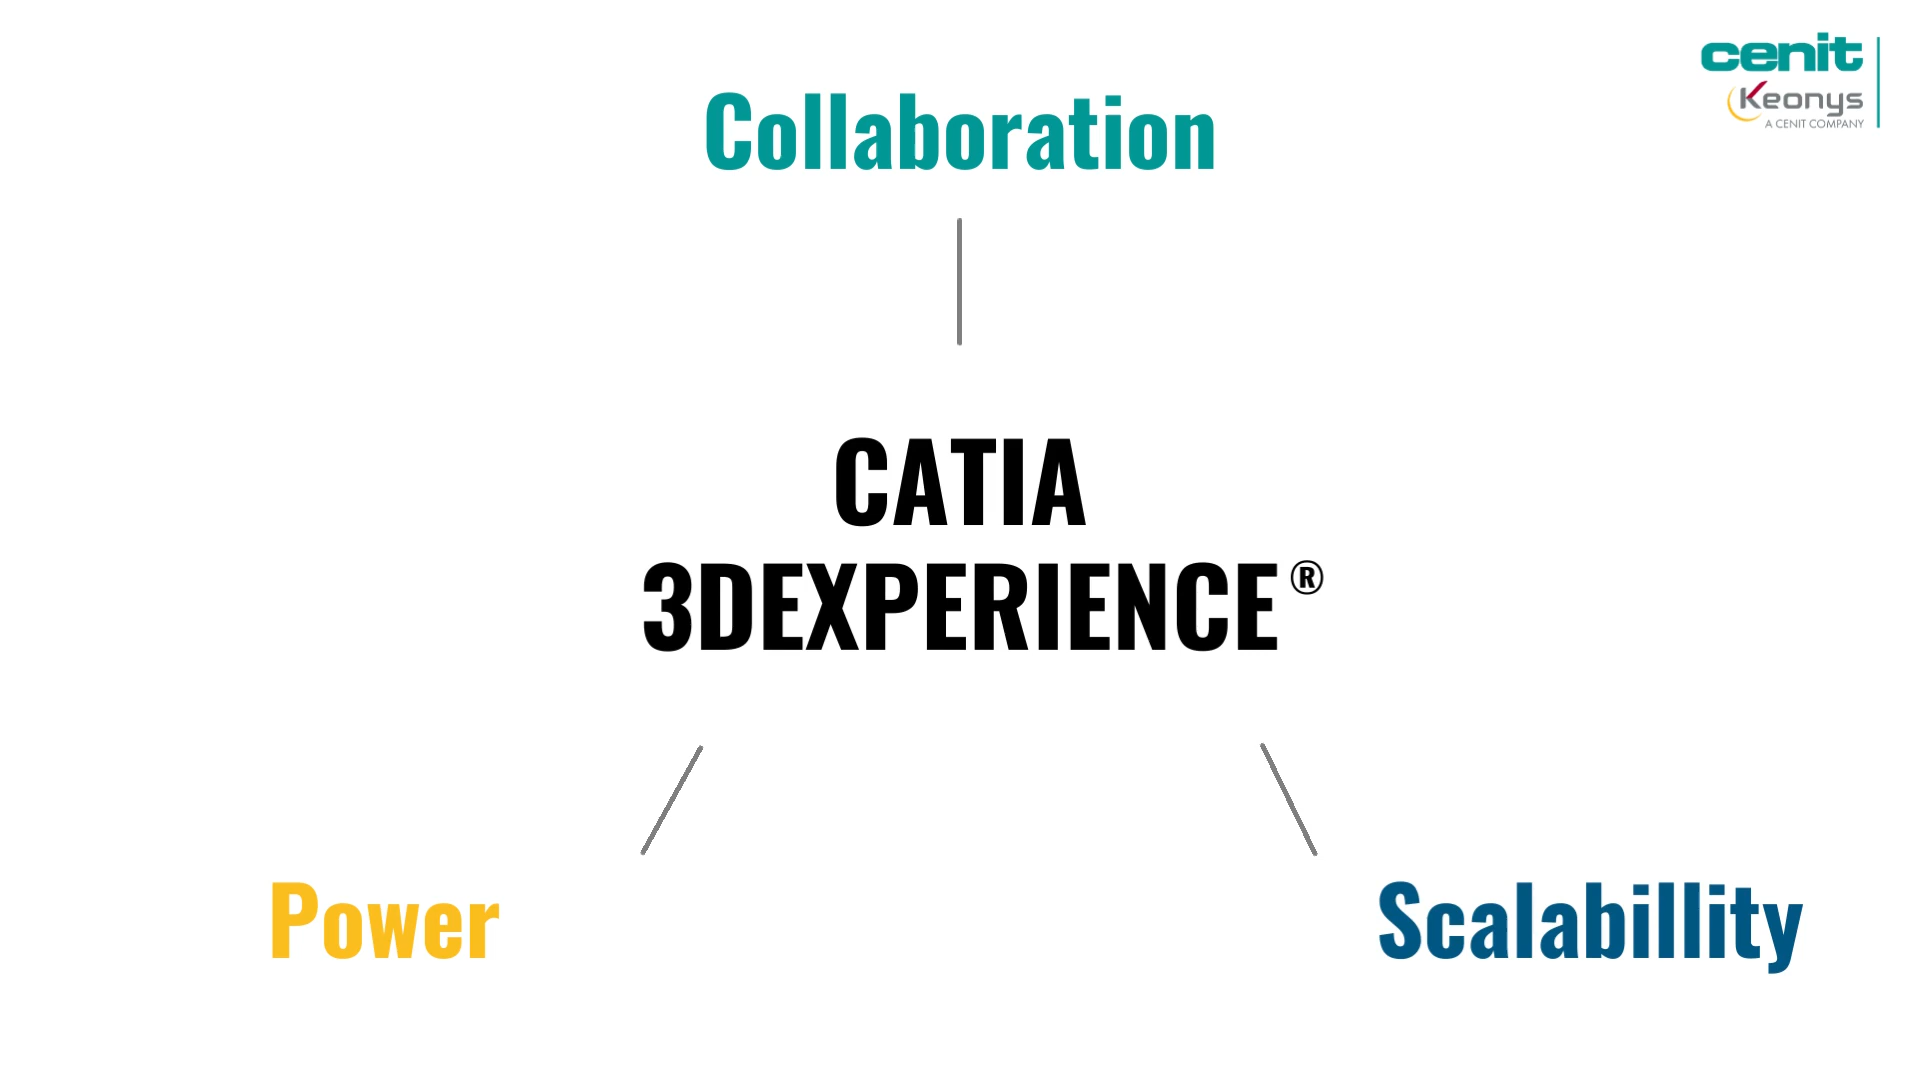 cenit
Keonys
A CENIT COMPANY
Collaboration
CATIA
3DEXPERIENCE®
Power
Scalabillity